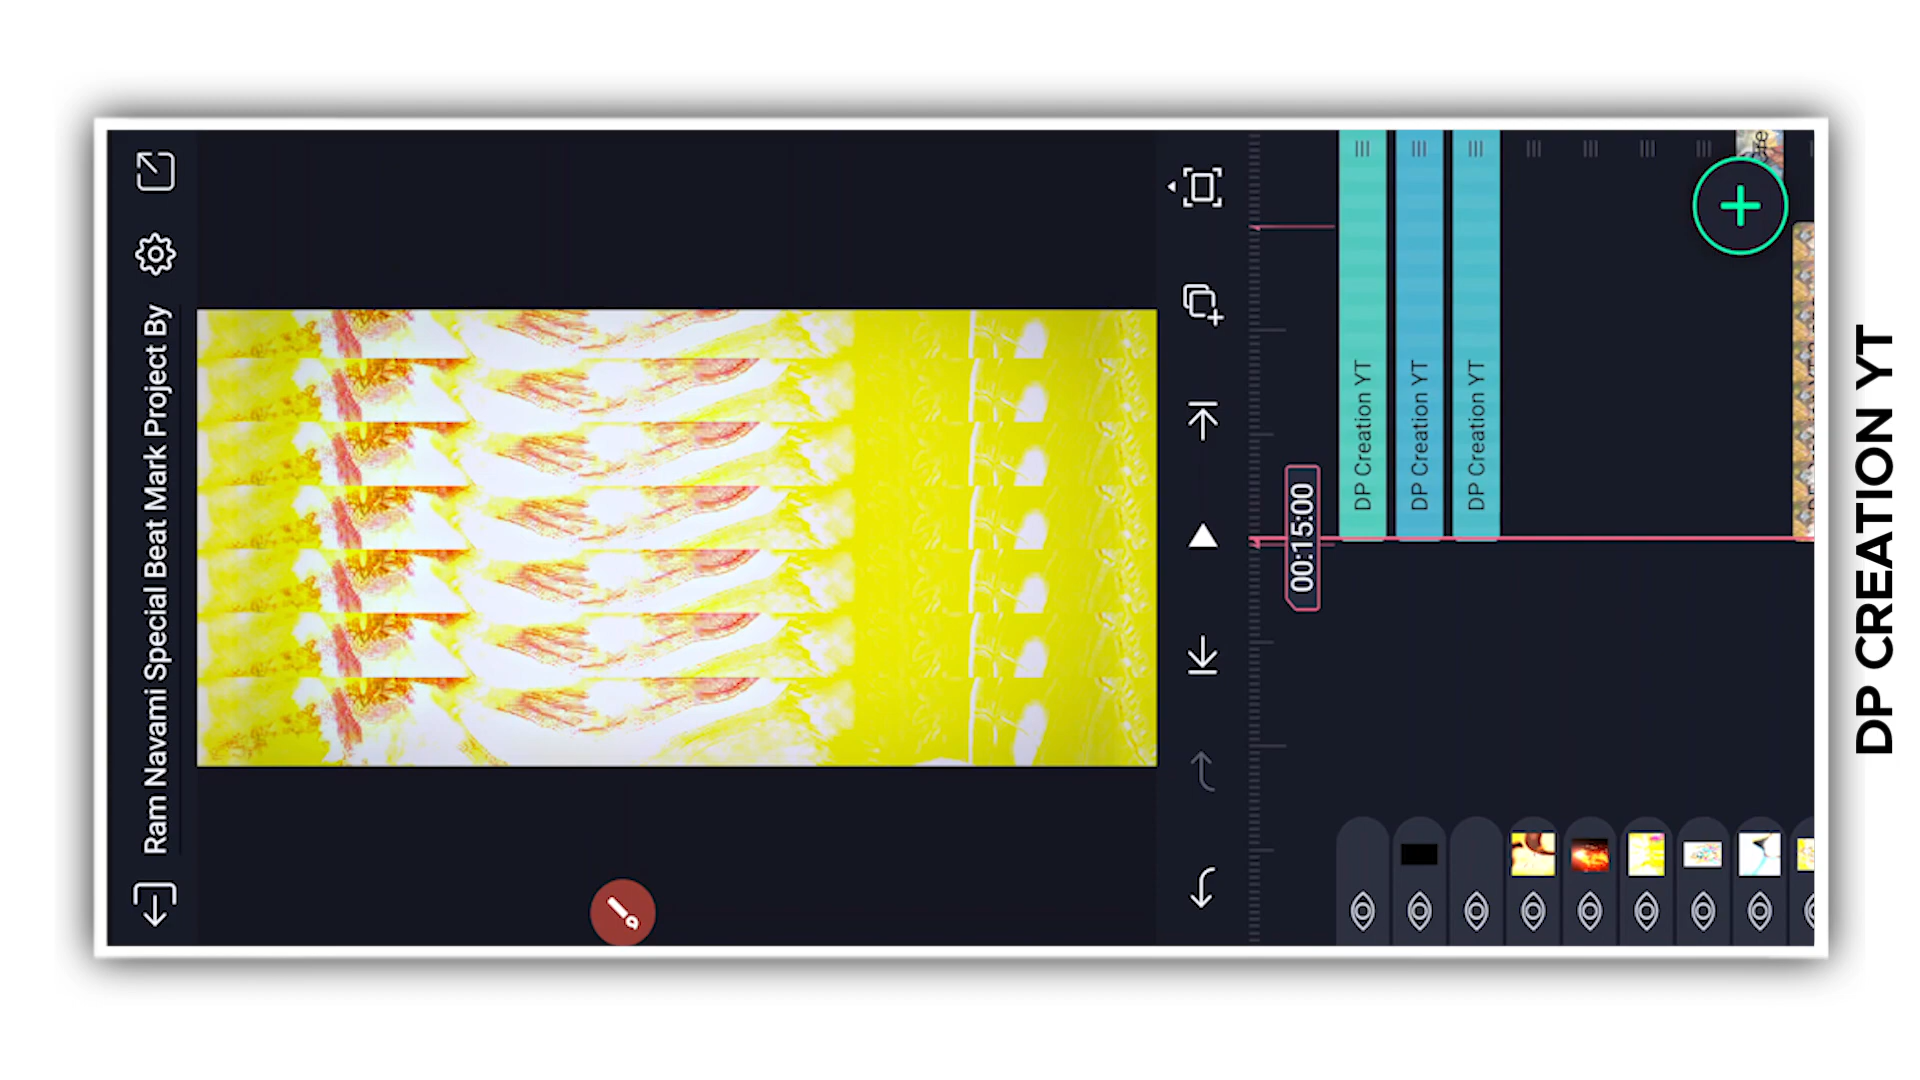 Ram Navami Special Beat Mark Project By
00:15:00
DP Creation YT
DP Creation YT
DP Creation YT
DP CREATION YT